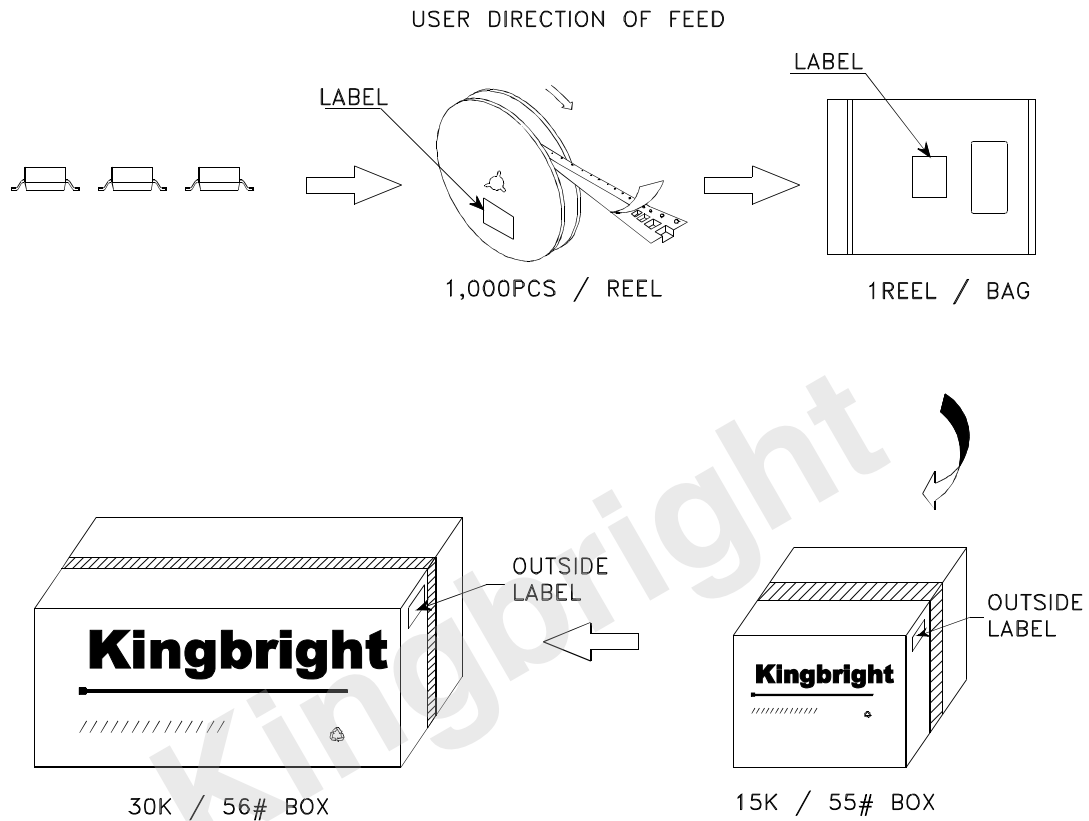 USER DIRECTION OF FEED
LABEL
LABEL
1,000PCS / REEL
1REEL / BAG
OUTSIDE
LABEL
OUTSIDE
LABEL
Kingbright
Kingbright
Kingbright
30K / 56# BOX
15K / 55# BOX